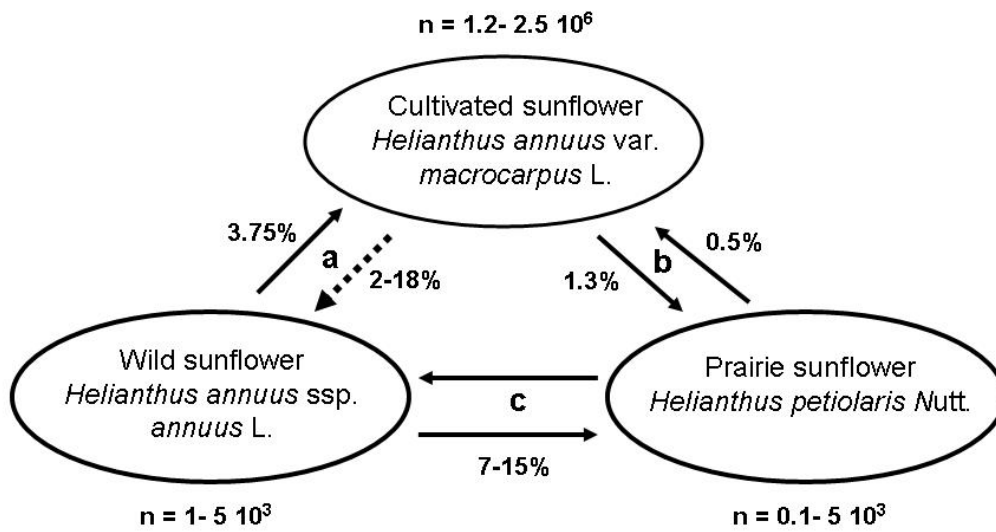 n = 1.2- 2.5 10⁶
Cultivated sunflower
Helianthus annuus var.
macrocarpus L.
3.75%
a
2-18%
1.3%
b
0.5%
Wild sunflower
Helianthus annuus ssp.
annuus L.
c
7-15%
Prairie sunflower
Helianthus petiolaris Nutt.
n = 1- 5 10³
n = 0.1- 5 10³